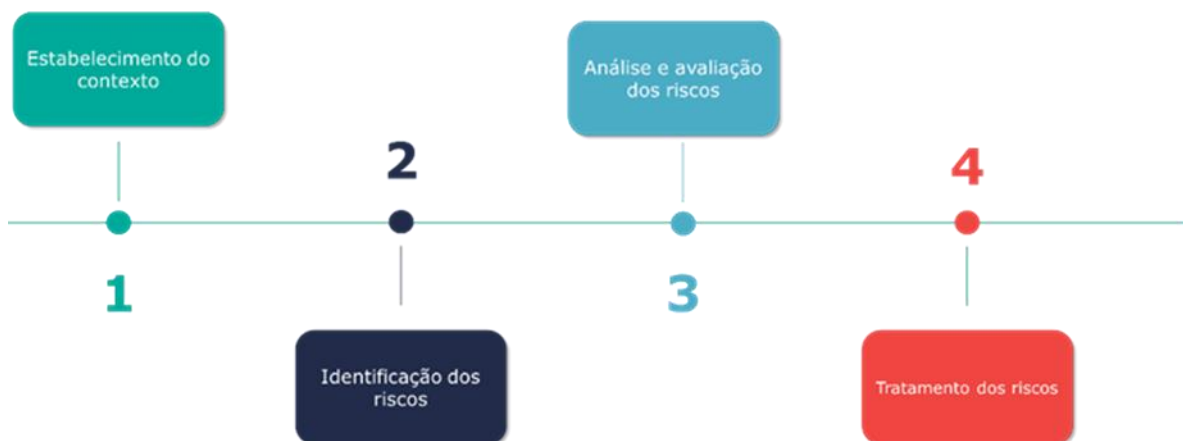 Estabelecimento do
contexto
1
2
Identificação dos
riscos
Análise e avaliação
dos riscos
3
4
Tratamento dos riscos